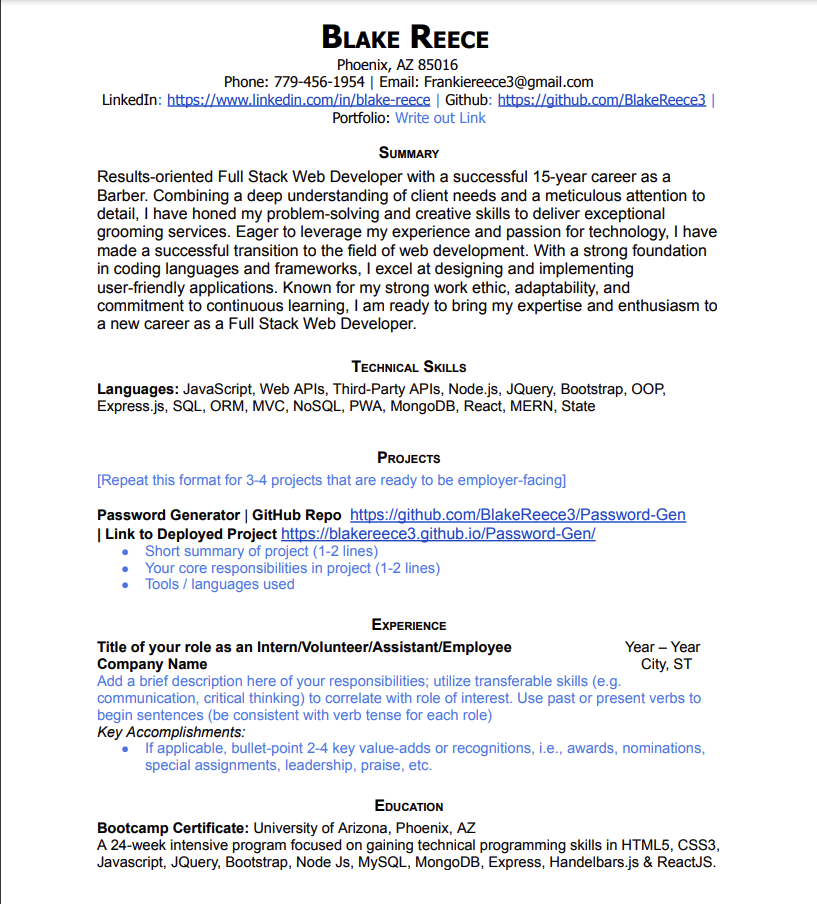 BLAKE REECE
Phoenix, AZ 85016
Phone: 779-456-1954 | Email: Frankiereece3@gmail.com
LinkedIn: https://www.linkedin.com/in/blake-reece | Github: https://github.com/BlakeReece3 |
Portfolio: Write out Link
SUMMARY
Results-oriented Full Stack Web Developer with a successful 15-year career as a
Barber. Combining a deep understanding of client needs and a meticulous attention to
detail, I have honed my problem-solving and creative skills to deliver exceptional
grooming services. Eager to leverage my experience and passion for technology, I have
made a successful transition to the field of web development. With a strong foundation
in coding languages and frameworks, I excel at designing and implementing
user-friendly applications. Known for my strong work ethic, adaptability, and
commitment to continuous learning, I am ready to bring my expertise and enthusiasm to
a new career as a Full Stack Web Developer.
TECHNICAL SKILLS
Languages: JavaScript, Web APIs, Third-Party APIs, Node.js, JQuery, Bootstrap, OOP,
Express.js, SQL, ORM, MVC, NoSQL, PWA, MongoDB, React, MERN, State
PROJECTS
[Repeat this format for 3-4 projects that are ready to be employer-facing]
Password Generator | GitHub Repo https://github.com/BlakeReece3/Password-Gen
| Link to Deployed Project https://blakereece3.github.io/Password-Gen/
● Short summary of project (1-2 lines)
● Your core responsibilities in project (1-2 lines)
● Tools / languages used
EXPERIENCE
Title of your role as an Intern/Volunteer/Assistant/Employee Year – Year
Company Name City, ST
Add a brief description here of your responsibilities; utilize transferable skills (e.g.
communication, critical thinking) to correlate with role of interest. Use past or present verbs to
begin sentences (be consistent with verb tense for each role)
Key Accomplishments:
● If applicable, bullet-point 2-4 key value-adds or recognitions, i.e., awards, nominations,
special assignments, leadership, praise, etc.
EDUCATION
Bootcamp Certificate: University of Arizona, Phoenix, AZ
A 24-week intensive program focused on gaining technical programming skills in HTML5, CSS3,
Javascript, JQuery, Bootstrap, Node Js, MySQL, MongoDB, Express, Handelbars.js & ReactJS.